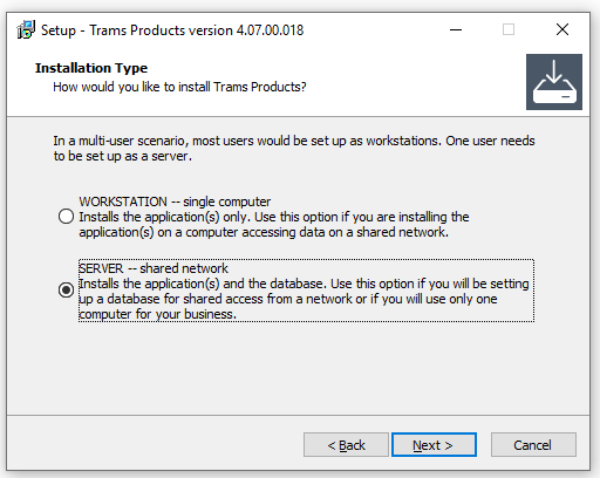 Setup - Trams Products version 4.07.00.018
Installation Type
How would you like to install Trams Products?
In a multi-user scenario, most users would be set up as workstations. One user needs
to be set up as a server.
WORKSTATION -- single computer
Installs the application(s) only. Use this option if you are installing the
application(s) on a computer accessing data on a shared network.
SERVER -- shared network
Installs the application(s) and the database. Use this option if you will be setting
up a database for shared access from a network or if you will use only one
computer for your business.
< Back
Next >
Cancel